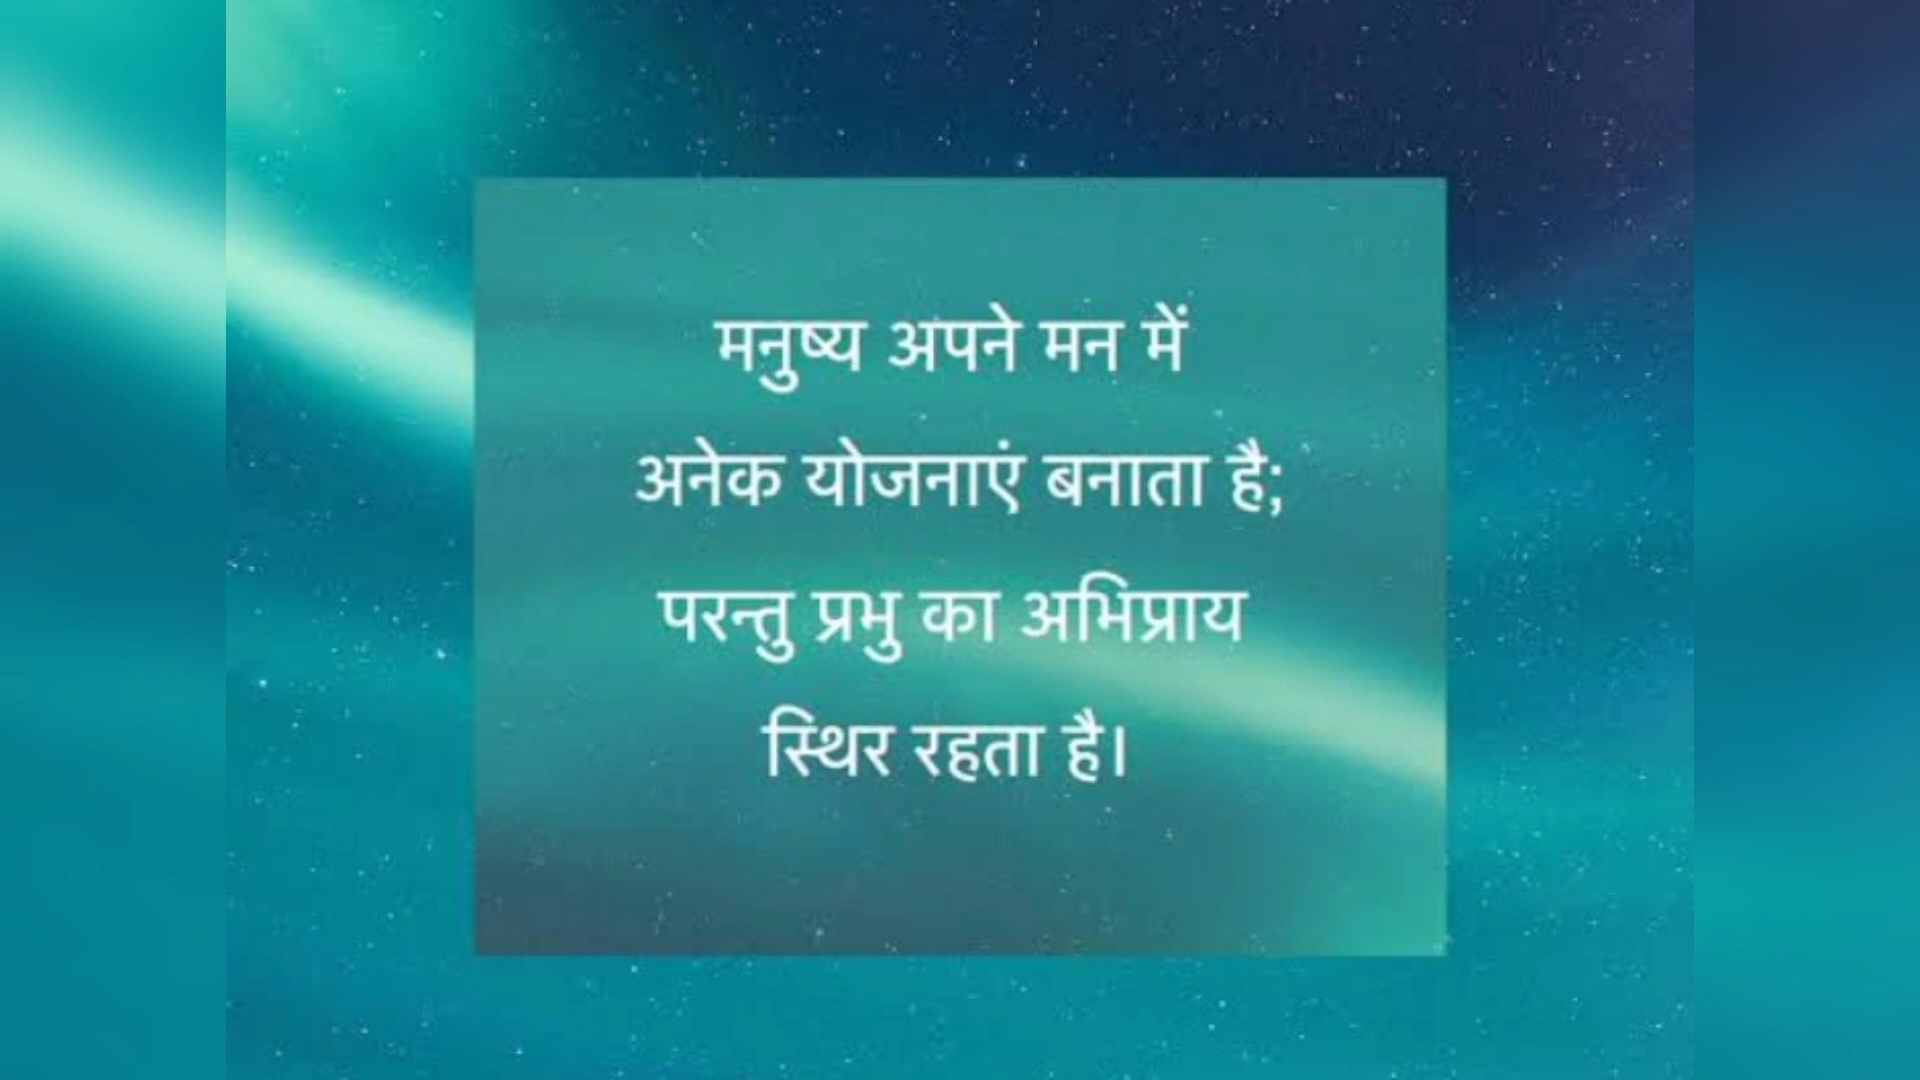 मनुष्य अपने मन में
अनेक योजनाएं बनाता है;
परन्तु प्रभु का अभिप्राय
स्थिर रहता है।